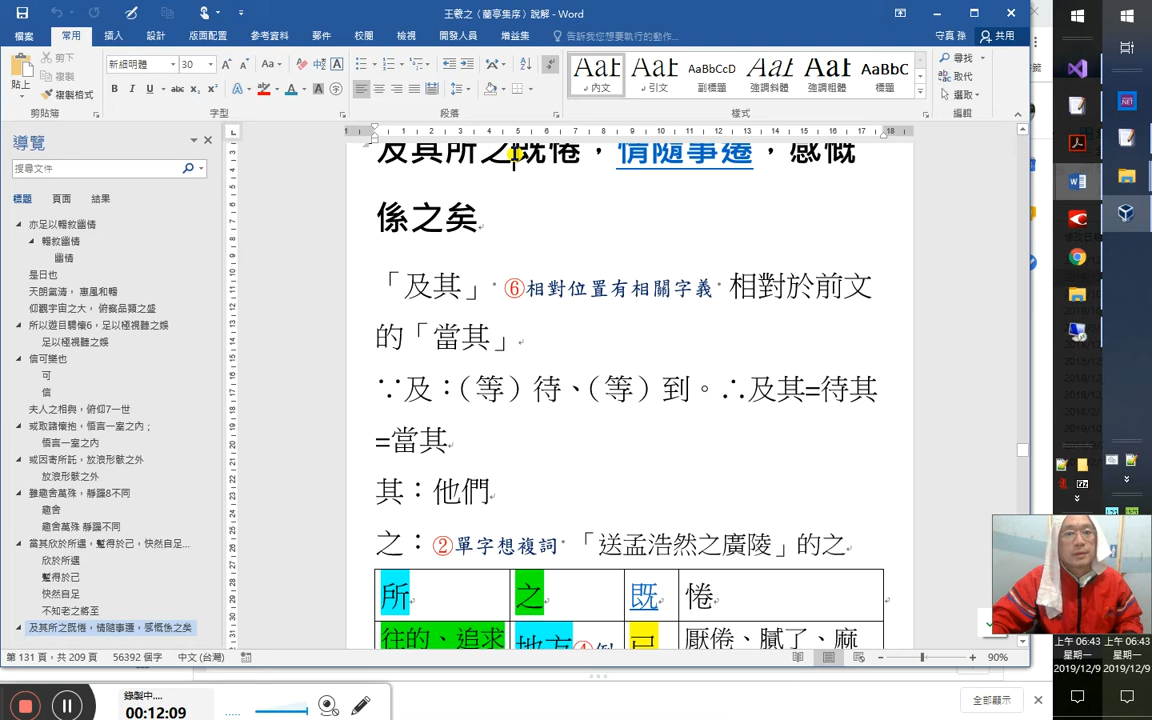 王羲之〈蘭亭集序〉說解 - Word
檔案 常用 插入 設計 版面配置 參考資料 郵件 校閱 檢視 開發人員 增益集 告訴我您想要執行的動作... 守真 孫 共用
貼上 剪下 複製 複製格式 新細明體 30 尋找 取代 選取
AaI 內文 AaI 引文 AaBbCcD 副標題 AaI 強調斜體 AaI 強調粗體 AaBbC 標題
剪貼簿 字型 段落 樣式 編輯
導覽
搜尋文件
標題 頁面 結果
亦足以暢敘幽情
暢敘幽情
幽情
是日也
天朗氣清，惠風和暢
仰觀宇宙之大，俯察品類之盛
所以遊目騁懷6，足以極視聽之娛
足以極視聽之娛
信可樂也
可
信
夫人之相與，俯仰7一世
或取諸懷抱，悟言一室之內；
悟言一室之內
或因寄所託，放浪形骸之外
放浪形骸之外
雖趣舍萬殊，靜躁8不同
趣舍
趣舍萬殊 靜躁不同
當其欣於所遇，暫得於己，快然自足...
欣於所遇
暫得於己
快然自足
不知老之將至
及其所之既倦，情隨事遷，感慨係之矣
及其所之既倦，情隨事遷，感慨
係之矣
「及其」 ⑥相對位置有相關字義 相對於前文
的「當其」
∵及：（等）待、（等）到。∴及其=待其
=當其
其：他們
之：②單字想複詞 「送孟浩然之廣陵」的之
所 之 既 倦
往的、追求 地方④ 已 厭倦、膩了、麻
第 131 頁，共 209 頁 56392 個字 中文 (台灣) 90%
錄製中....
00:12:09
全部顯示
上午 06:43 上午 06:43
星期一 星期一
2019/12/9 2019/12/9